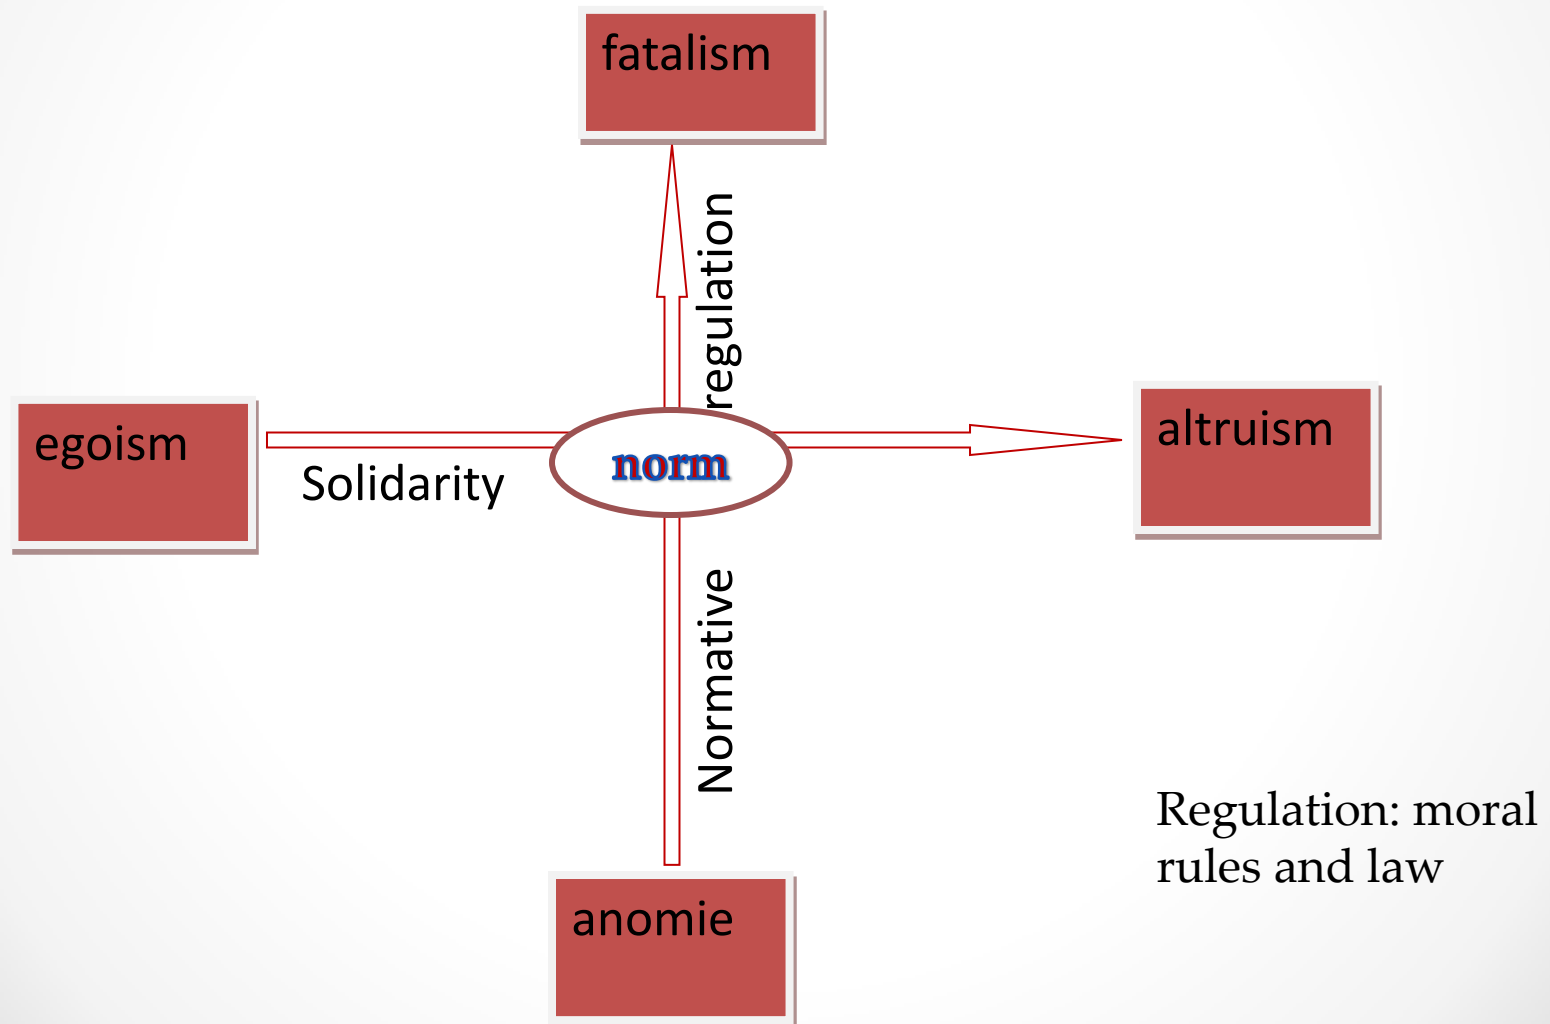 fatalism
regulation
egoism
altruism
norm
Solidarity
Normative
Regulation: moral
rules and law
anomie